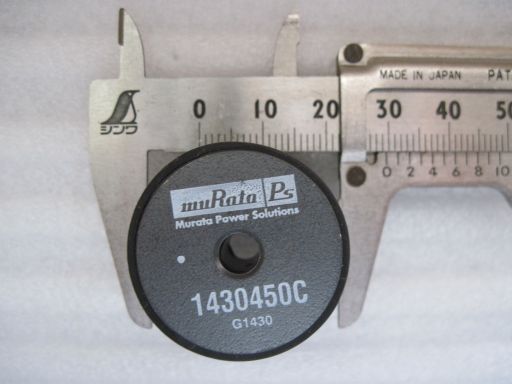 MADE IN JAPAN PAT
0 10 20 30 40 50
シンワ
0 2 4 6 8 10
muRata Ps
Murata Power Solutions
1430450C
G1430